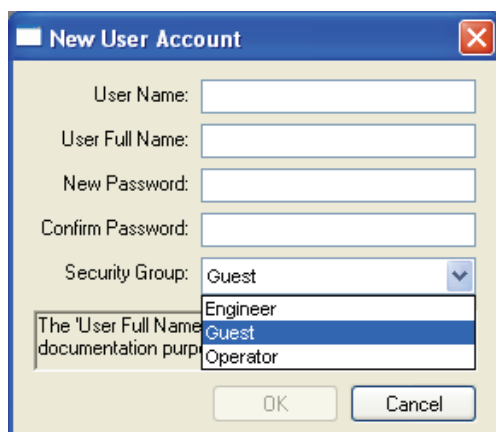 New User Account
User Name:
User Full Name:
New Password:
Confirm Password:
Security Group: Guest
Engineer
Guest
Operator
The 'User Full Name
documentation purp
OK Cancel